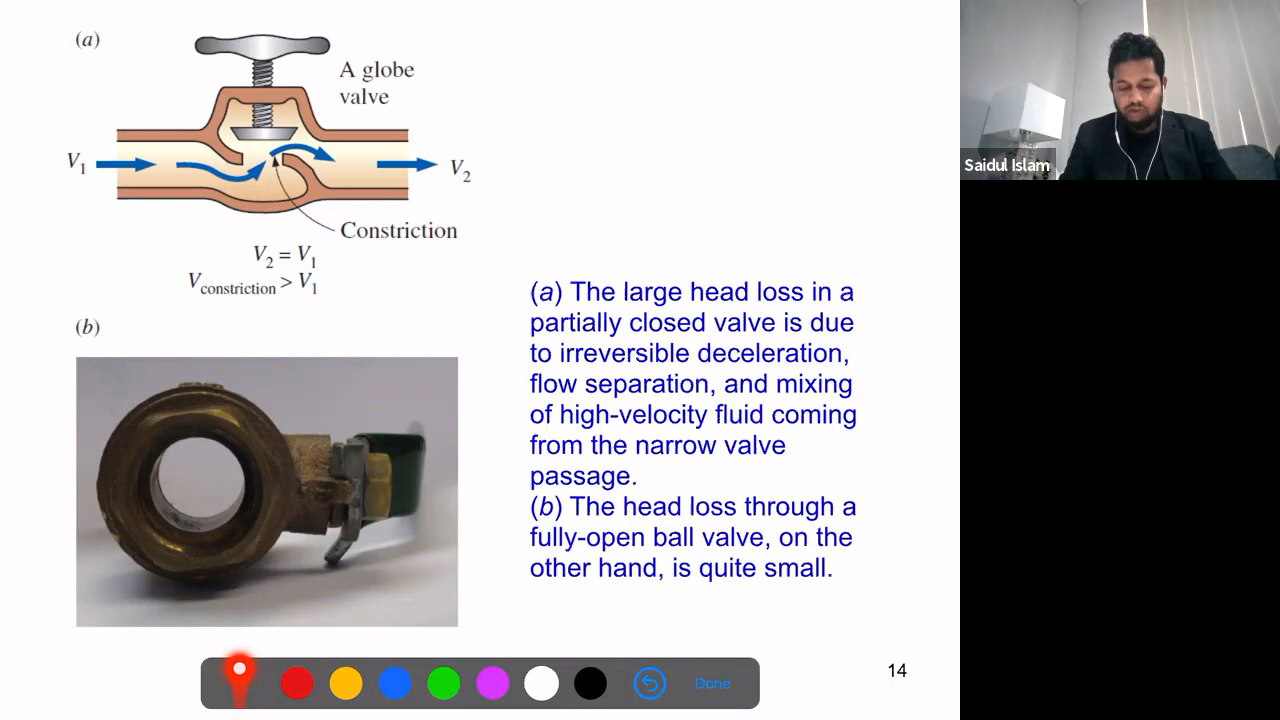 (a)
A globe
valve
V1
V2
Constriction
V2 = V1
Vconstriction > V1
(b)
(a) The large head loss in a
partially closed valve is due
to irreversible deceleration,
flow separation, and mixing
of high-velocity fluid coming
from the narrow valve
passage.
(b) The head loss through a
fully-open ball valve, on the
other hand, is quite small.
Done
14
Saidul Islam